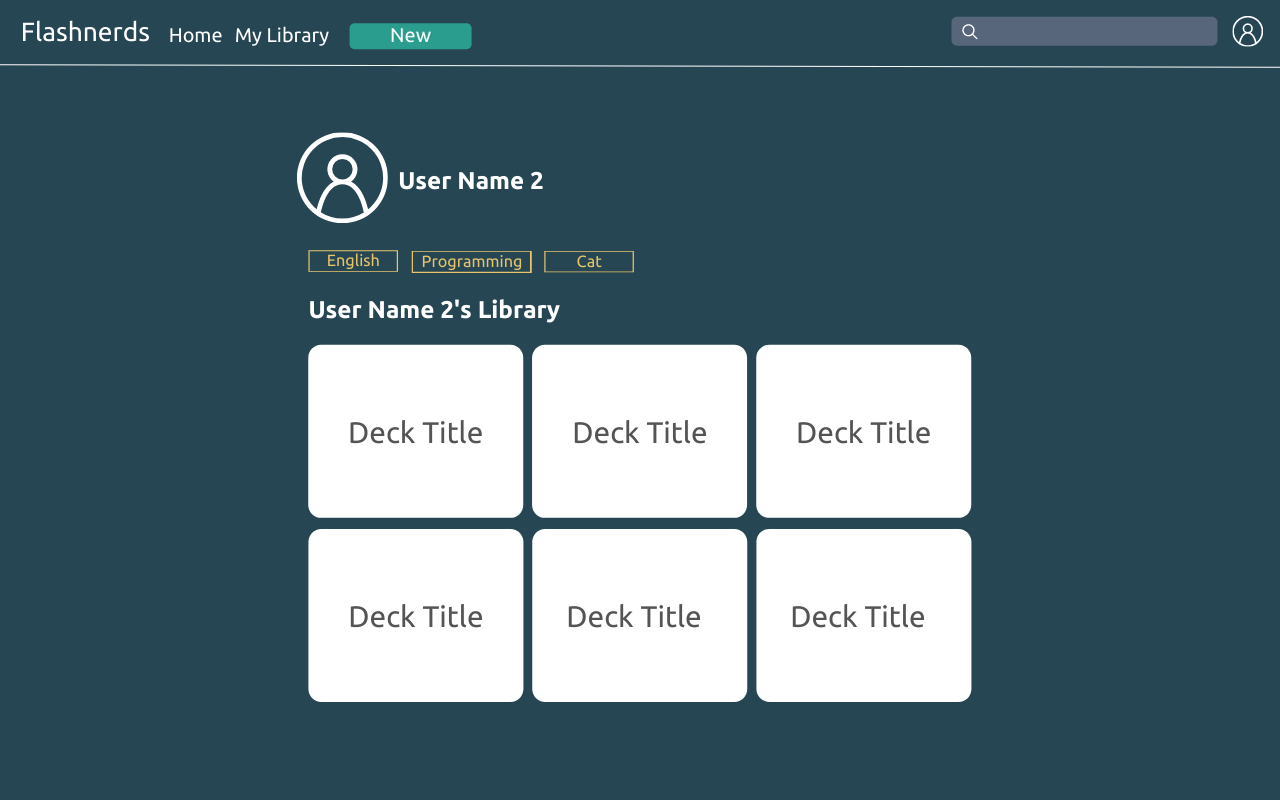 Flashnerds Home My Library New
User Name 2
English Programming Cat
User Name 2's Library
Deck Title Deck Title Deck Title
Deck Title Deck Title Deck Title